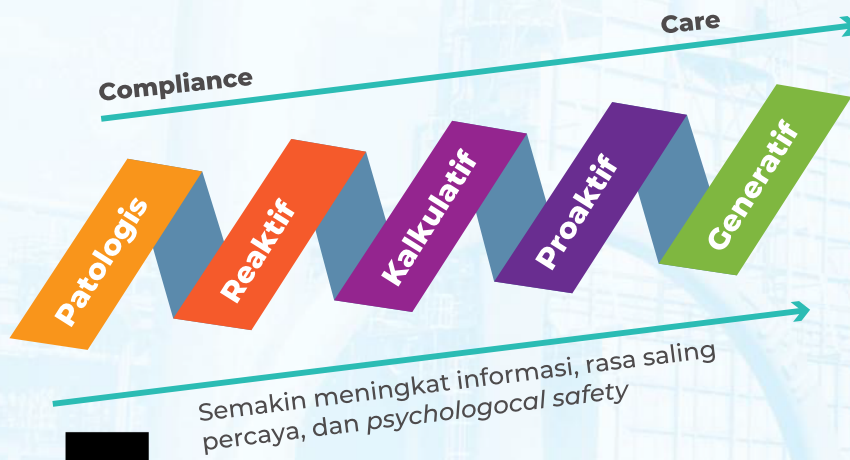 Care
Compliance
Patologis
Reaktif
Kalkulatif
Proaktif
Generatif
Semakin meningkat informasi, rasa saling
percaya, dan psychologocal safety